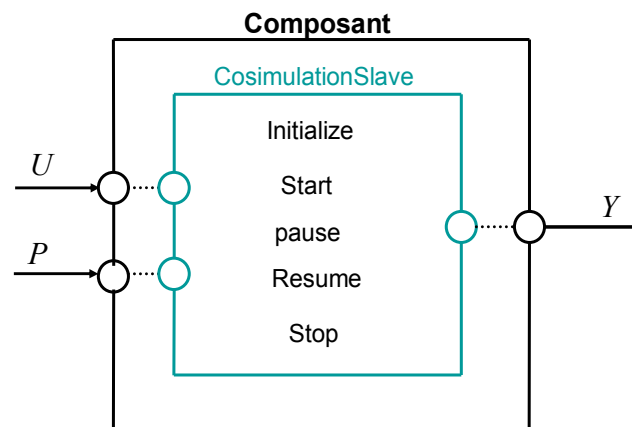 Composant
CosimulationSlave
Initialize
U
Start
Y
pause
P
Resume
Stop